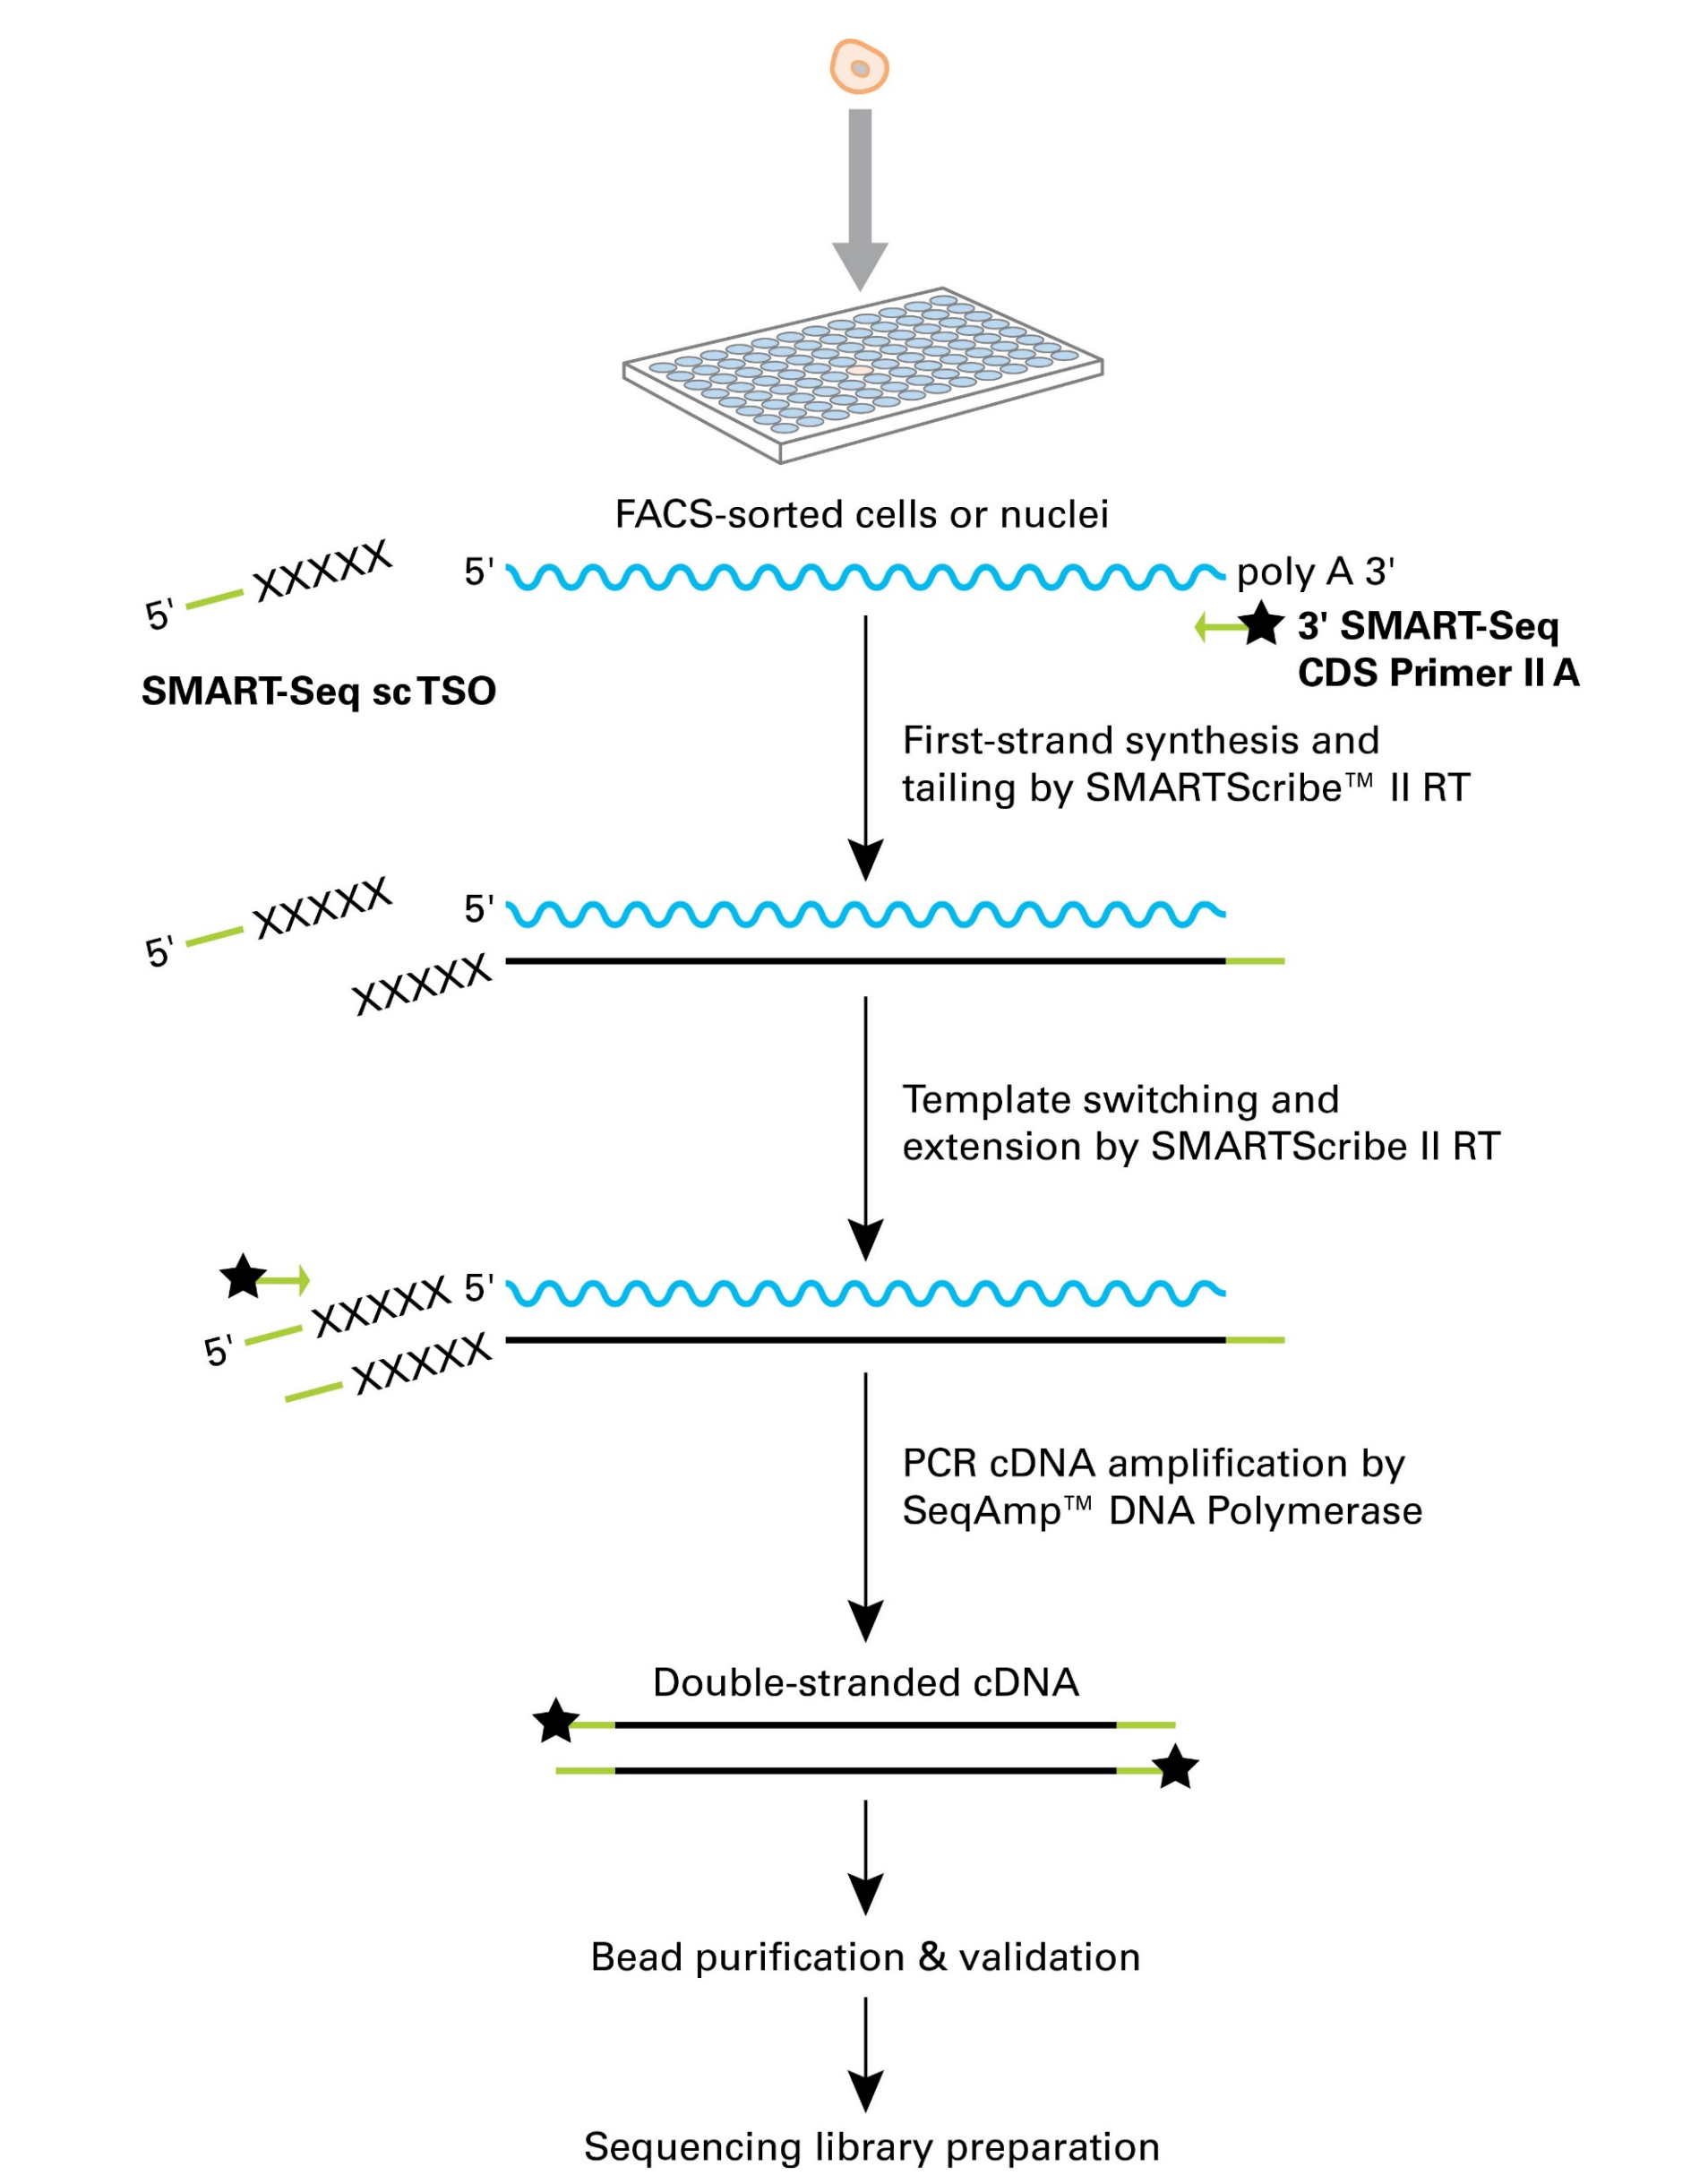 FACS-sorted cells or nuclei
5' XXXXX 5' poly A 3'
SMART-Seq sc TSO
3' SMART-Seq
CDS Primer II A
First-strand synthesis and
tailing by SMARTScribe™ II RT
5' XXXXX 5'
XXXXX
Template switching and
extension by SMARTScribe II RT
5' XXXXX 5'
XXXXX
PCR cDNA amplification by
SeqAmp™ DNA Polymerase
Double-stranded cDNA
Bead purification & validation
Sequencing library preparation